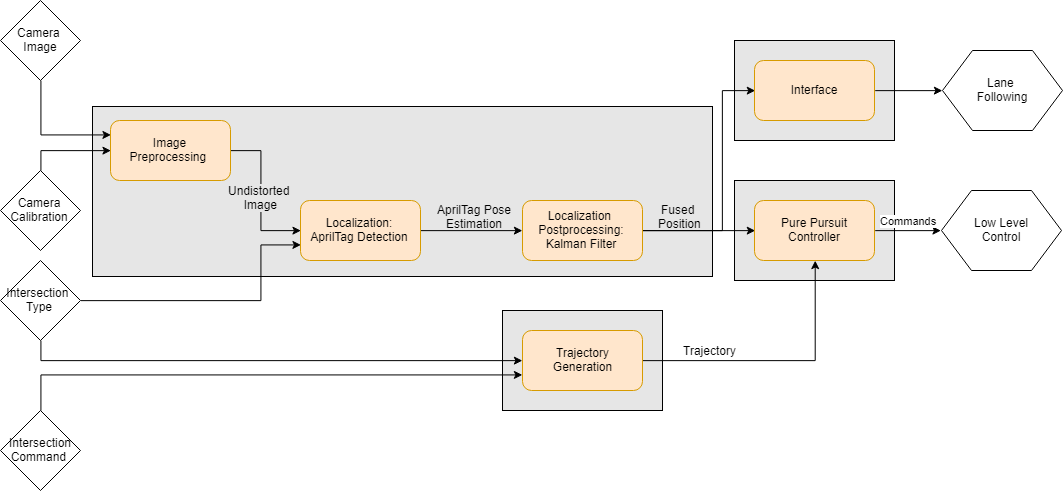 Camera
Image
Image
Preprocessing
Camera
Calibration
Undistorted
Image
Localization:
AprilTag Detection
AprilTag Pose
Estimation
Localization
Postprocessing:
Kalman Filter
Fused
Position
Interface
Lane
Following
Pure Pursuit
Controller
Commands
Low Level
Control
Intersection
Type
Trajectory
Generation
Trajectory
Intersection
Command